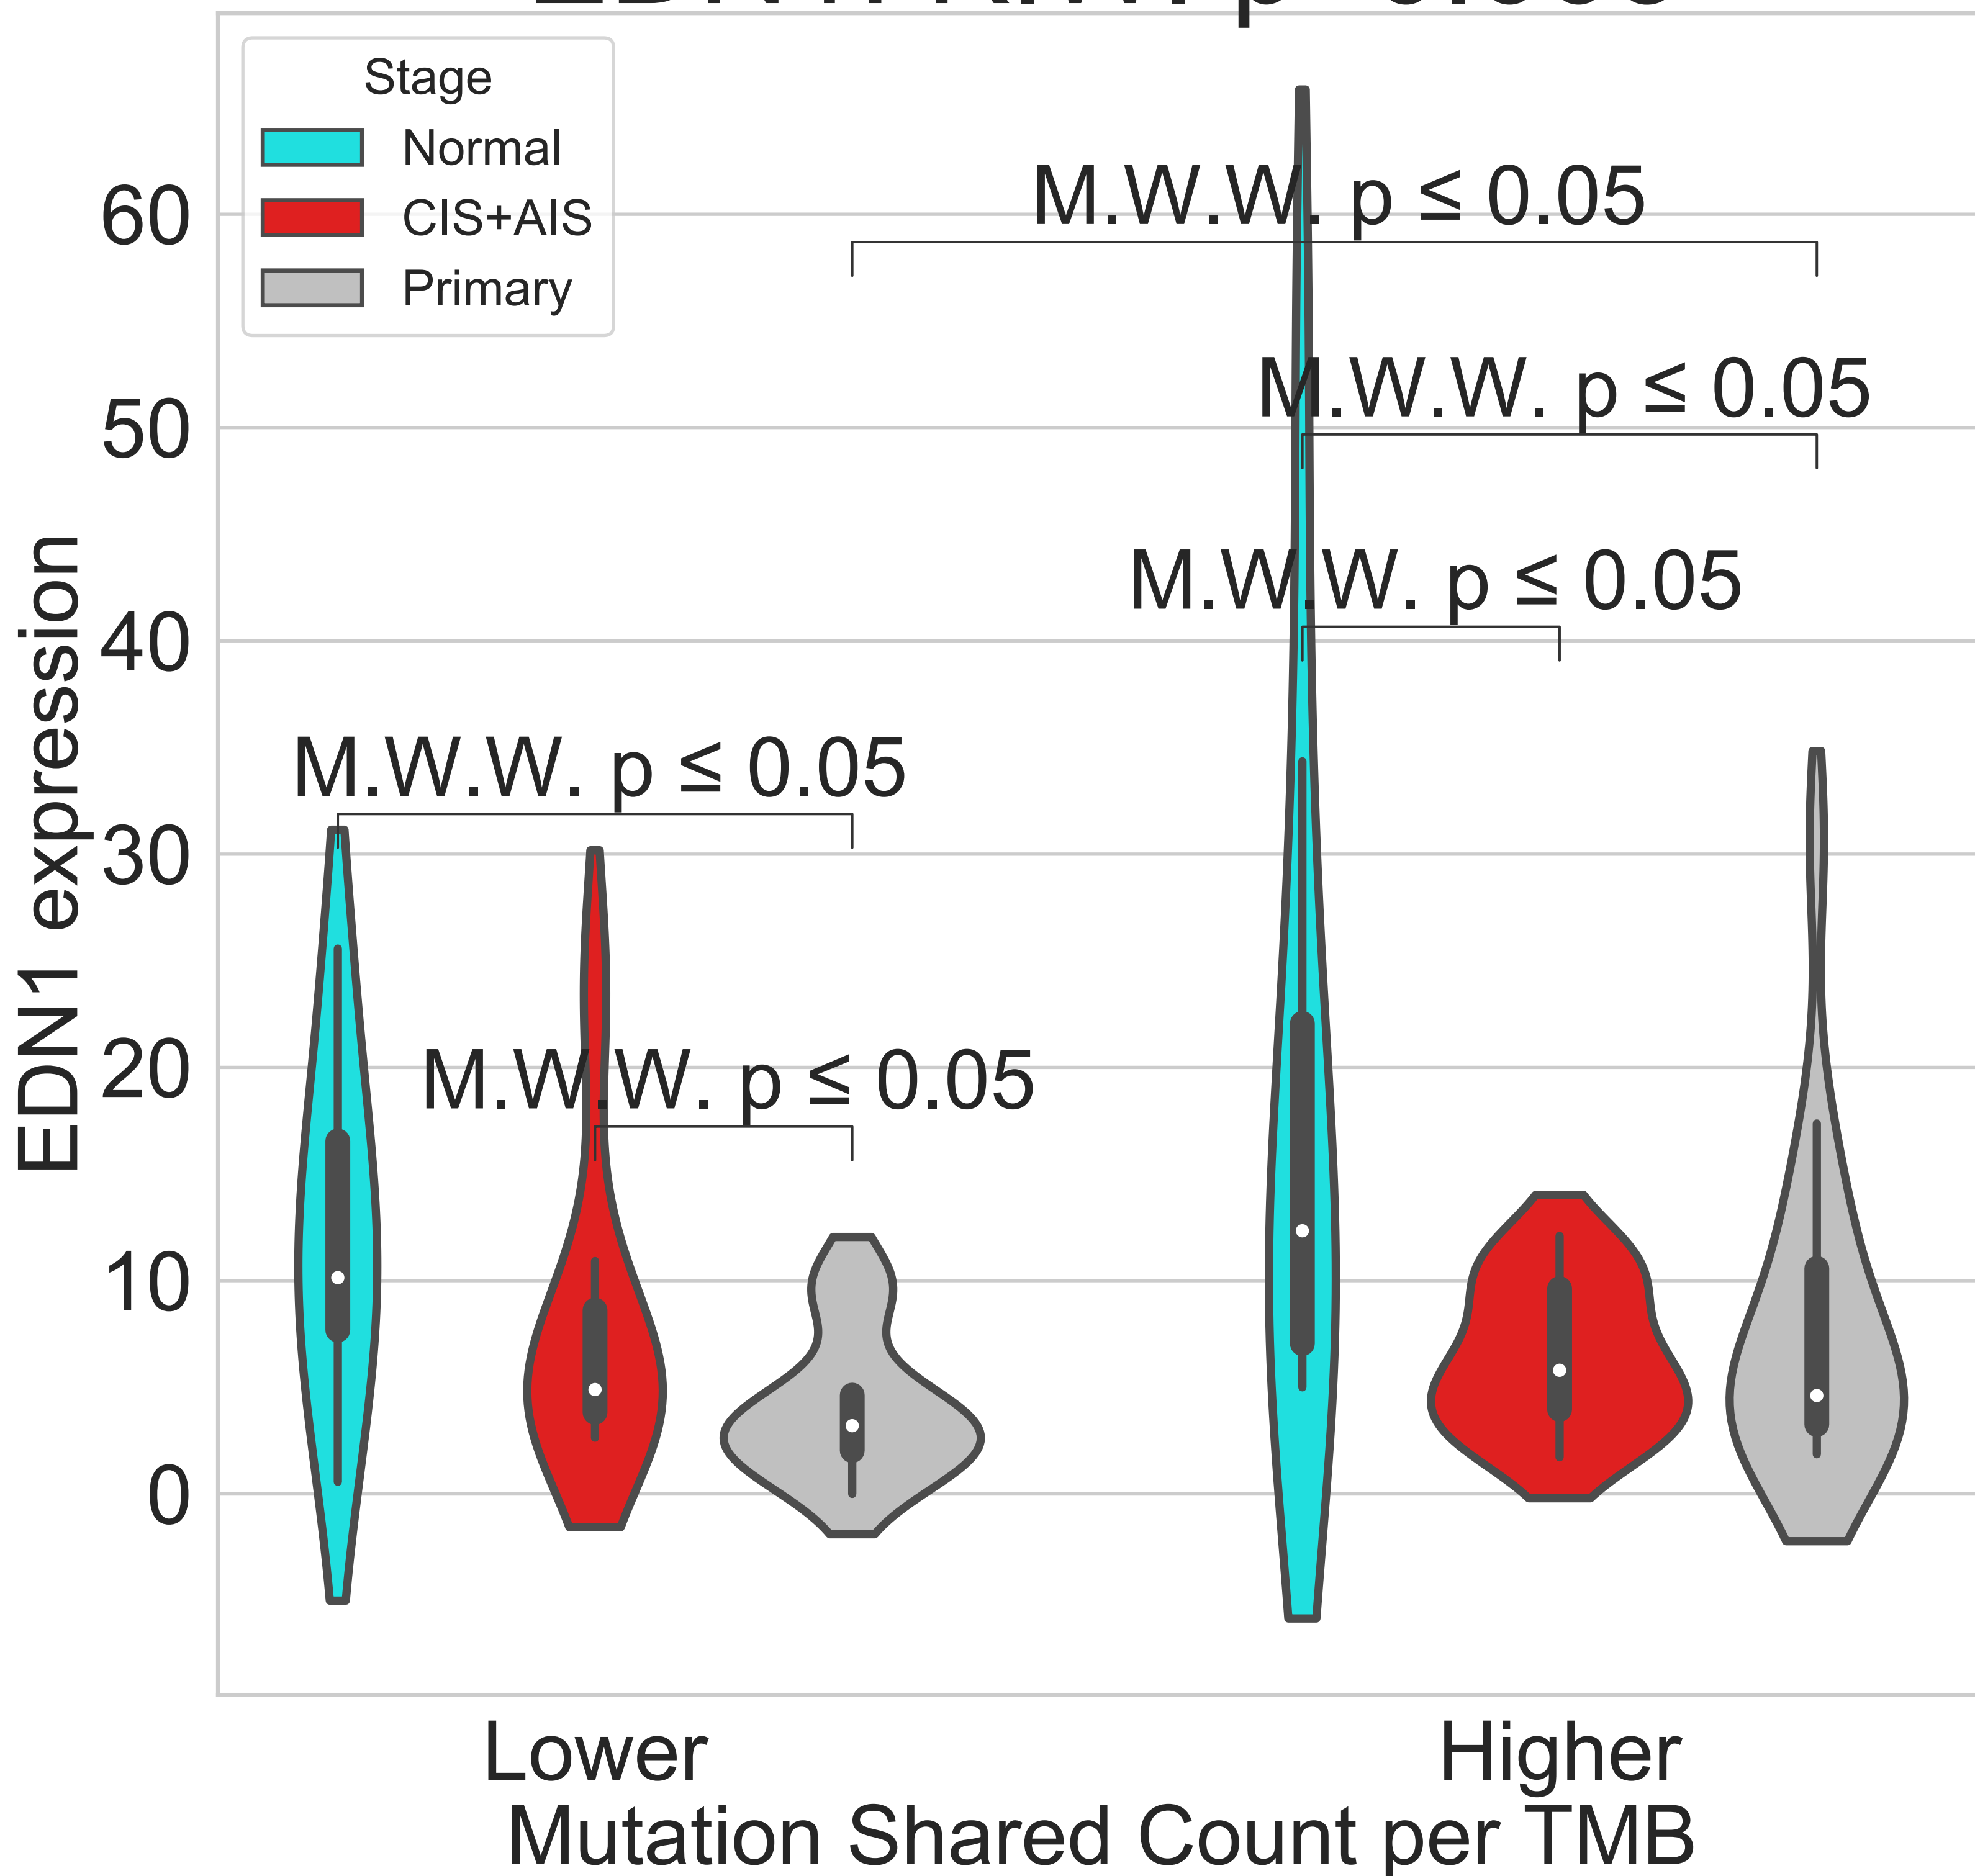 Stage
Normal
CIS+AIS
Primary
M.W.W. p ≤ 0.05
M.W.W. p ≤ 0.05
M.W.W. p ≤ 0.05
M.W.W. p ≤ 0.05
M.W.W. p ≤ 0.05
EDN1 expression
60
50
40
30
20
10
0
Lower
Higher
Mutation Shared Count per TMB